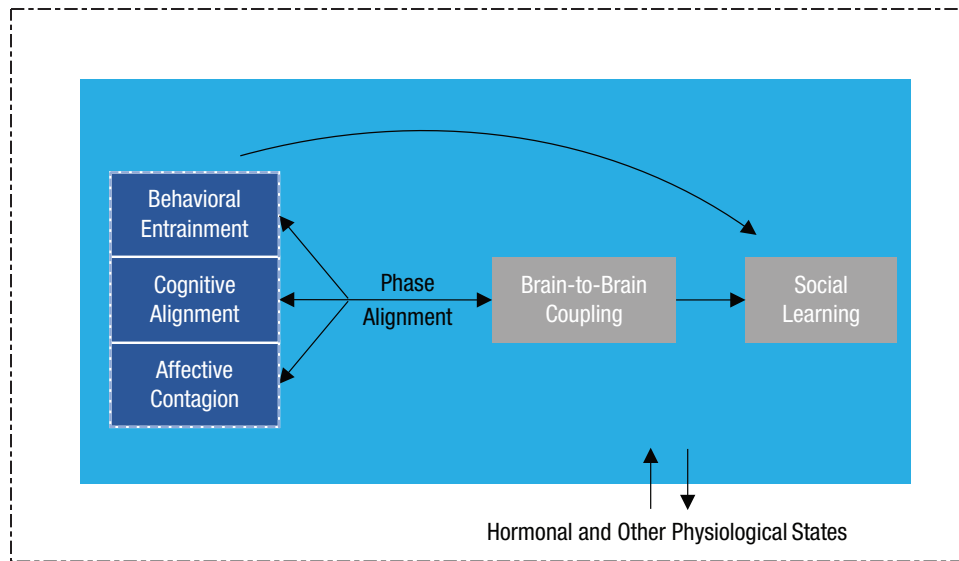 Behavioral
Entrainment
Cognitive
Alignment
Affective
Contagion
Phase
Alignment
Brain-to-Brain
Coupling
Social
Learning
Hormonal and Other Physiological States